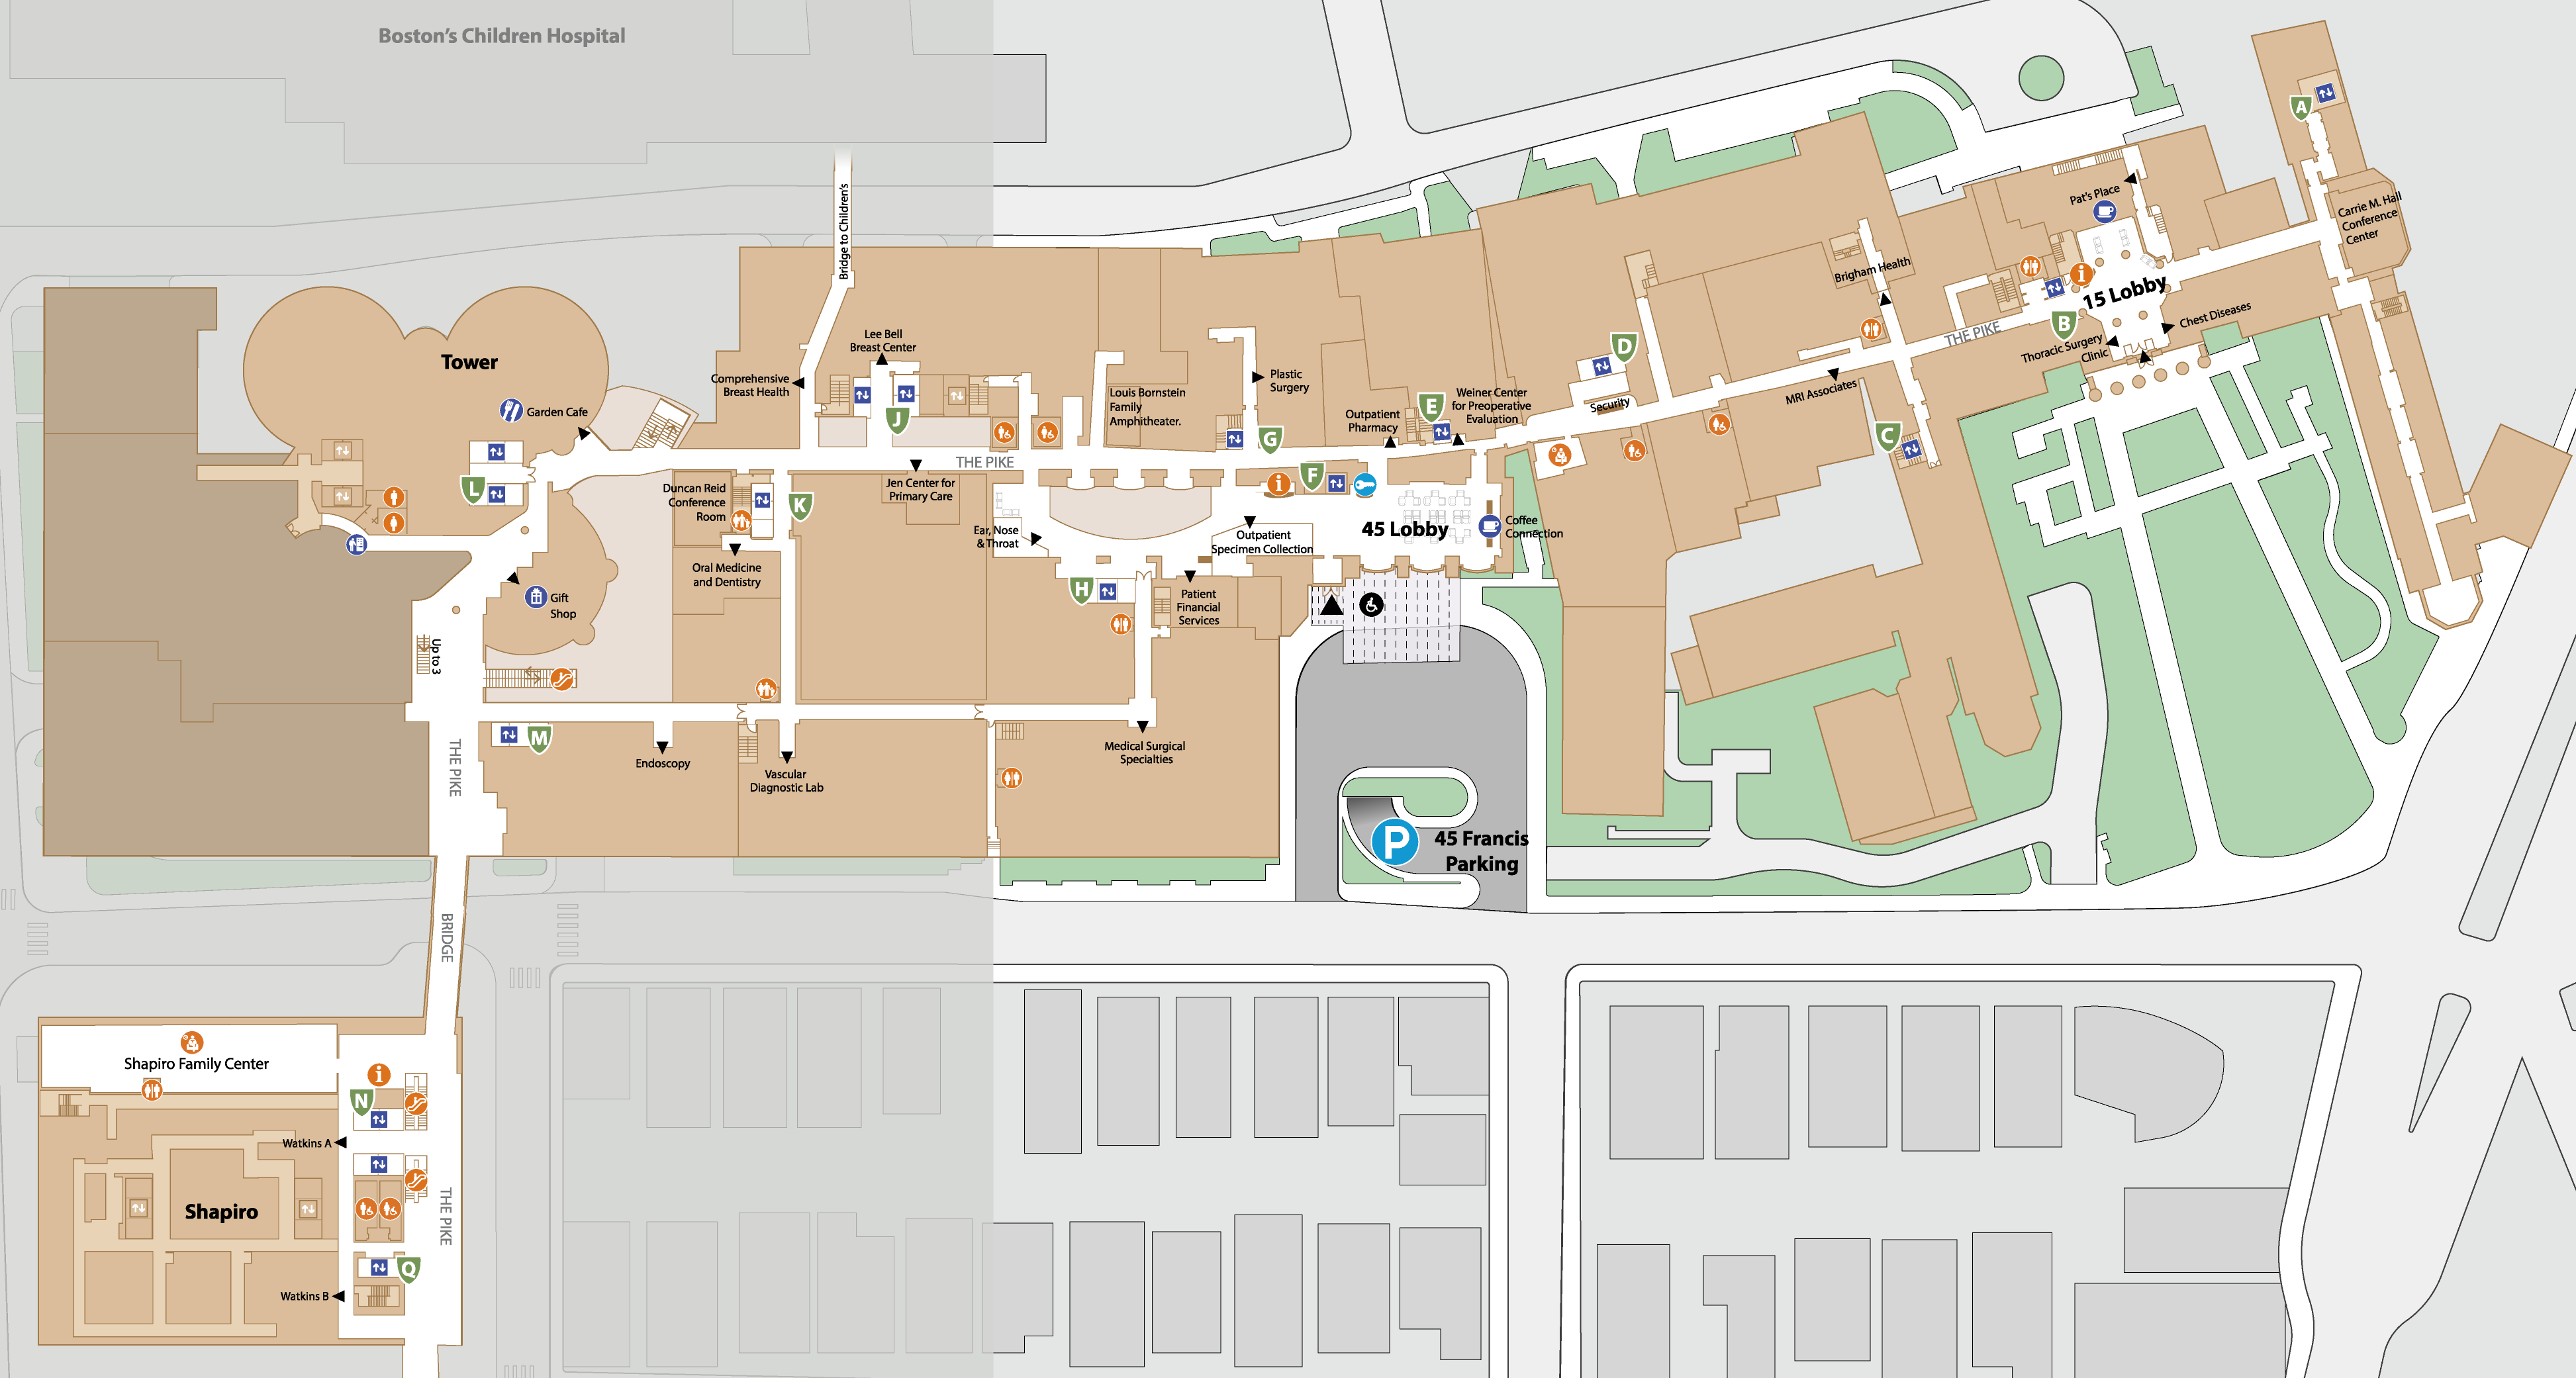 Boston's Children Hospital
A
Carrie M. Hall
Conference
Center
Pat's Place
Bridge to Children's
Brigham Health
i
15 Lobby
B
THE PIKE
Chest Diseases
Thoracic Surgery
Clinic
Tower
Garden Cafe
Lee Bell
Breast Center
Comprehensive
Breast Health
J
Louis Bornstein
Family
Amphitheater.
Plastic
Surgery
G
Outpatient
Pharmacy
E
Weiner Center
for Preoperative
Evaluation
D
Security
MRI Associates
C
L
THE PIKE
Duncan Reid
Conference
Room
K
Jen Center for
Primary Care
i
F
45 Lobby
Coffee
Connection
Ear, Nose
& Throat
Outpatient
Specimen Collection
Oral Medicine
and Dentistry
H
Patient
Financial
Services
Gift
Shop
Up to 3
M
THE PIKE
Endoscopy
Vascular
Diagnostic Lab
Medical Surgical
Specialties
P
45 Francis
Parking
BRIDGE
Shapiro Family Center
i
N
Watkins A
Shapiro
THE PIKE
Q
Watkins B